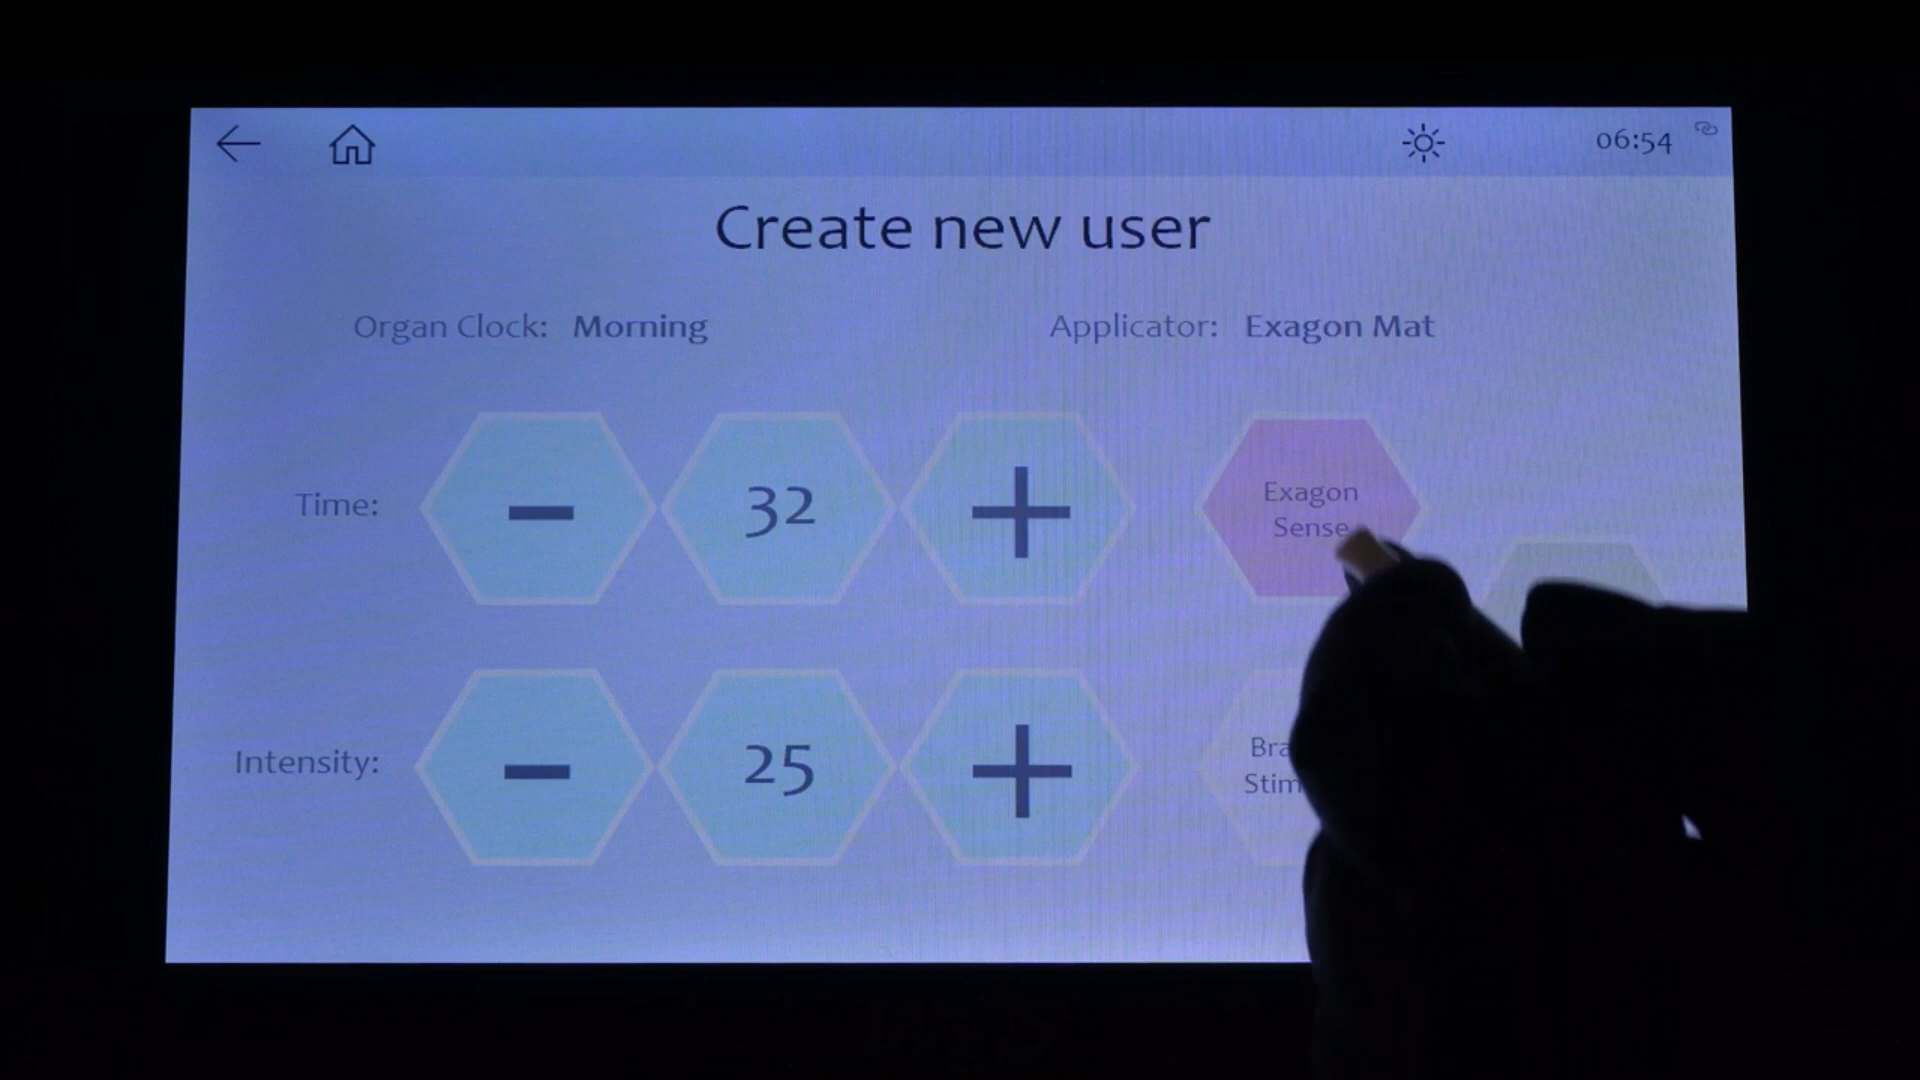 06:54
Create new user
Organ Clock: Morning
Applicator: Exagon Mat
Time:
32
Exagon
Sense
Intensity:
25